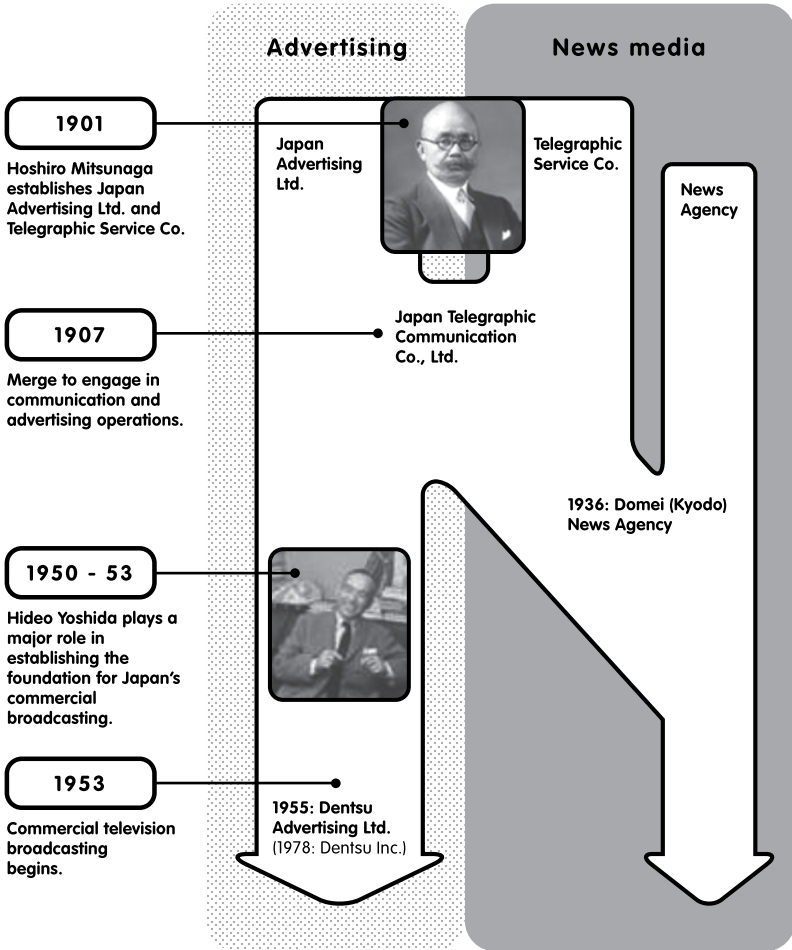 Advertising
News media
1901
Hoshiro Mitsunaga
establishes Japan
Advertising Ltd. and
Telegraphic Service Co.
Japan
Advertising
Ltd.
Telegraphic
Service Co.
News
Agency
1907
Merge to engage in
communication and
advertising operations.
Japan Telegraphic
Communication
Co., Ltd.
1936: Domei (Kyodo)
News Agency
1950 - 53
Hideo Yoshida plays a
major role in
establishing the
foundation for Japan's
commercial
broadcasting.
1953
Commercial television
broadcasting
begins.
1955: Dentsu
Advertising Ltd.
(1978: Dentsu Inc.)